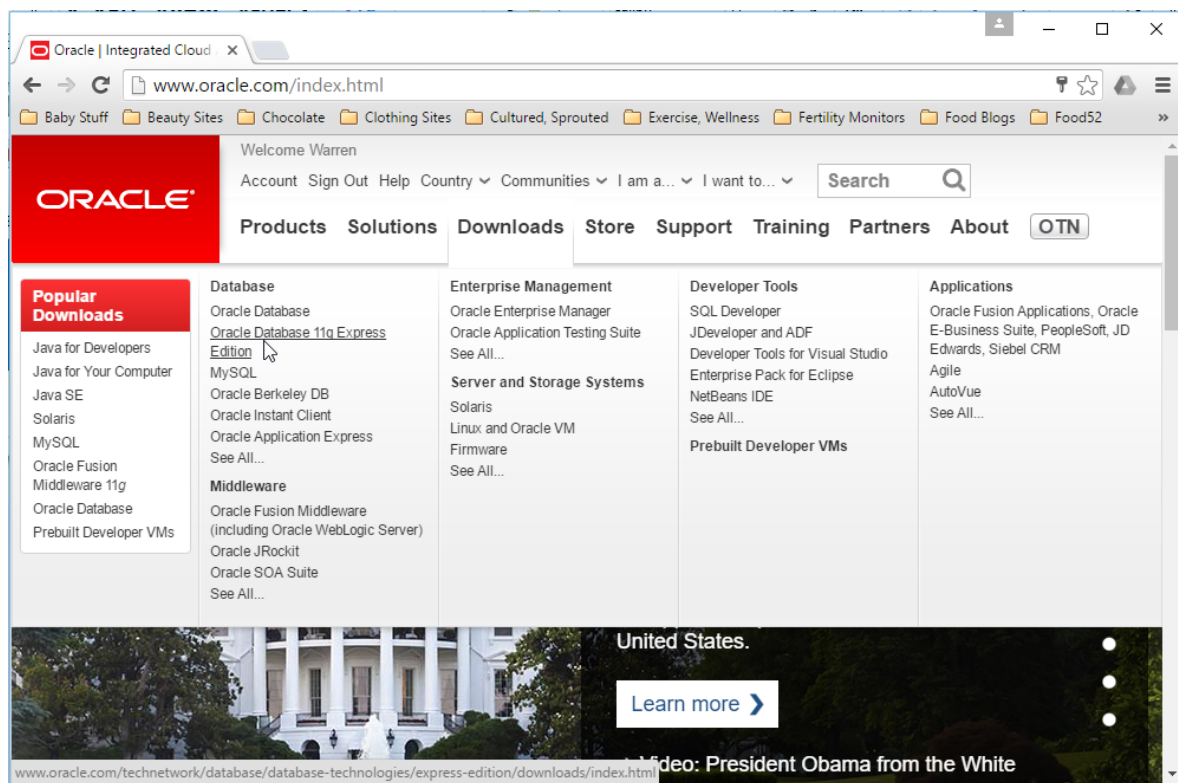 Oracle | Integrated Cloud
www.oracle.com/index.html
Baby Stuff Beauty Sites Chocolate Clothing Sites Cultured, Sprouted Exercise, Wellness Fertility Monitors Food Blogs Food52 »
ORACLE
Welcome Warren
Account Sign Out Help Country Communities I am a... I want to... Search
Products Solutions Downloads Store Support Training Partners About OTN
Popular
Downloads
Java for Developers
Java for Your Computer
Java SE
Solaris
MySQL
Oracle Fusion
Middleware 11g
Oracle Database
Prebuilt Developer VMs
Database
Oracle Database
Oracle Database 11g Express
Edition
MySQL
Oracle Berkeley DB
Oracle Instant Client
Oracle Application Express
See All...
Middleware
Oracle Fusion Middleware
(including Oracle WebLogic Server)
Oracle JRockit
Oracle SOA Suite
See All...
Enterprise Management
Oracle Enterprise Manager
Oracle Application Testing Suite
See All...
Server and Storage Systems
Solaris
Linux and Oracle VM
Firmware
See All...
Developer Tools
SQL Developer
JDeveloper and ADF
Developer Tools for Visual Studio
Enterprise Pack for Eclipse
NetBeans IDE
See All...
Prebuilt Developer VMs
Applications
Oracle Fusion Applications, Oracle
E-Business Suite, PeopleSoft, JD
Edwards, Siebel CRM
Agile
AutoVue
See All...
United States.
Learn more
Video: President Obama from the White
www.oracle.com/technetwork/database/database-technologies/express-edition/downloads/index.html